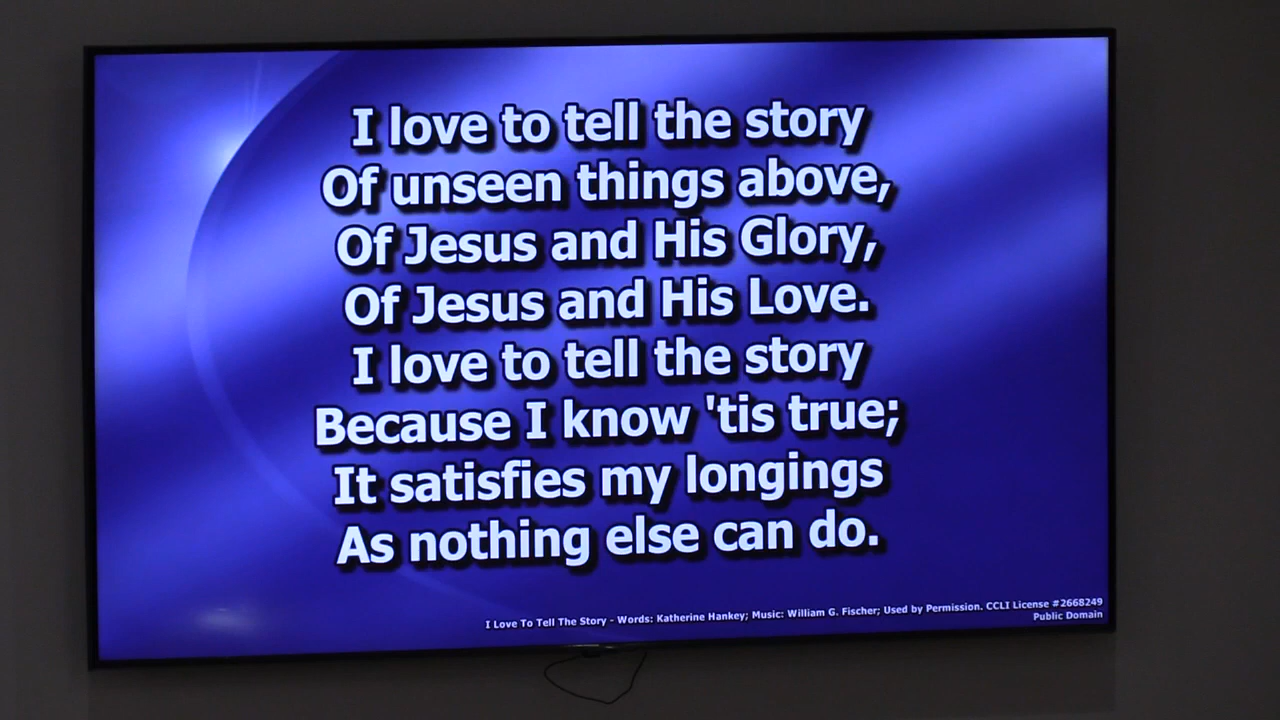 I love to tell the story
Of unseen things above,
Of Jesus and His Glory,
Of Jesus and His Love.
I love to tell the story
Because I know 'tis true;
It satisfies my longings
As nothing else can do.
I Love To Tell The Story - Words: Katherine Hankey; Music: William G. Fischer; Used by Permission. CCLI License #2668249
Public Domain